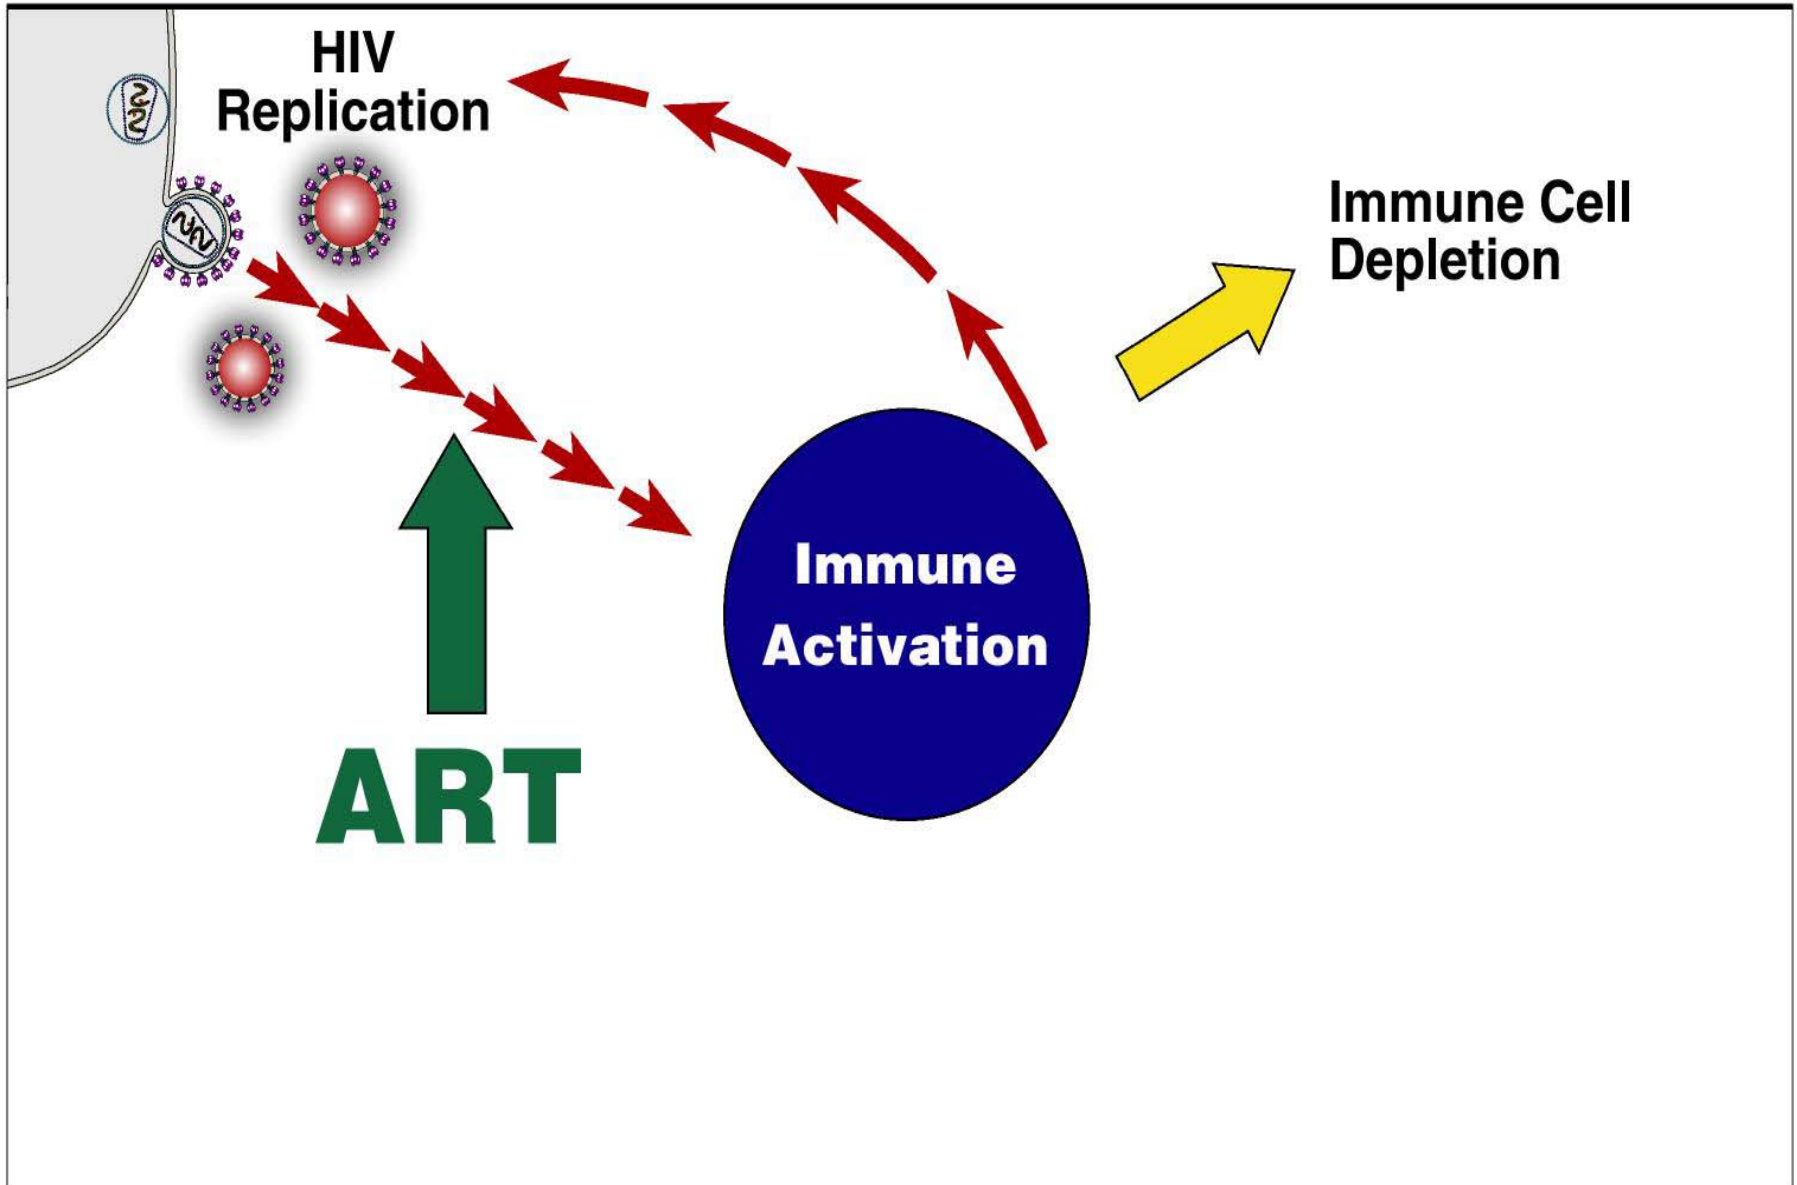 HIV
Replication
Immune Cell
Depletion
Immune
Activation
ART